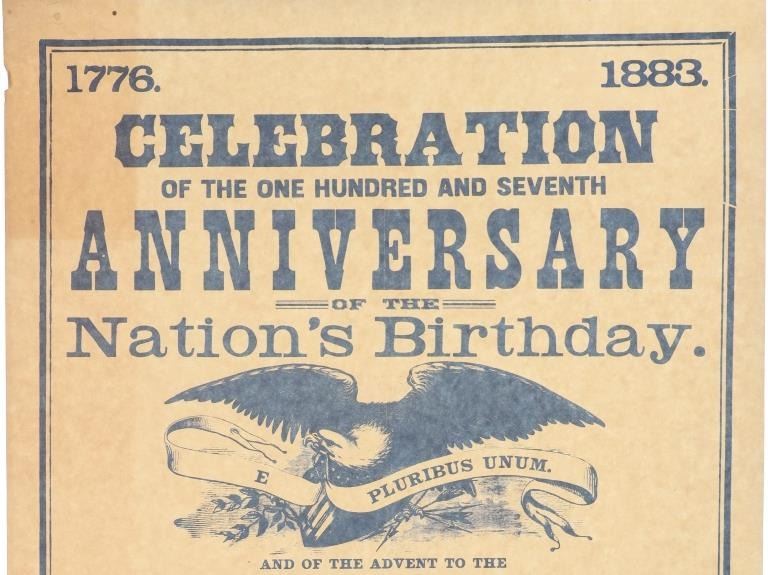 1776. 1883.
CELEBRATION
OF THE ONE HUNDRED AND SEVENTH
ANNIVERSARY
OF THE
Nation's Birthday.
E PLURIBUS UNUM.
AND OF THE ADVENT TO THE